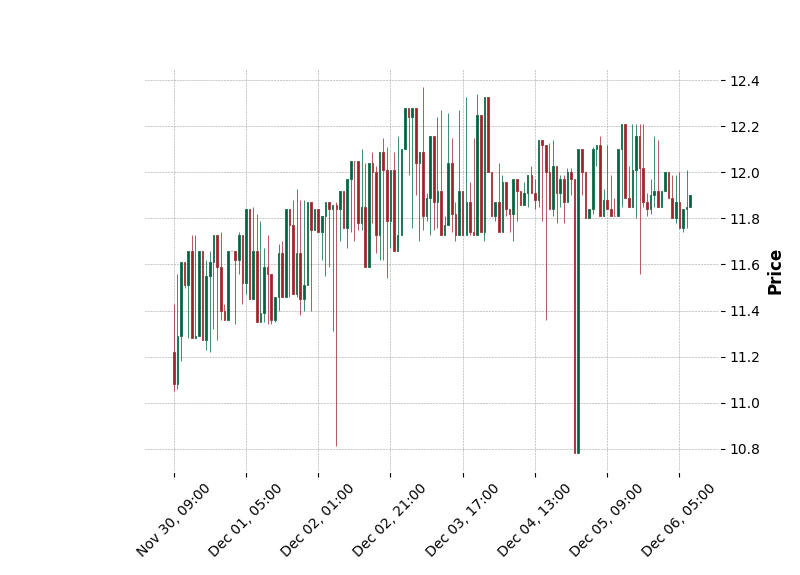 12.4
12.2
12.0
11.8
11.6
11.4
11.2
11.0
10.8
Price
Nov 30, 09:00
Dec 01, 05:00
Dec 02, 01:00
Dec 02, 21:00
Dec 03, 17:00
Dec 04, 13:00
Dec 05, 09:00
Dec 06, 05:00